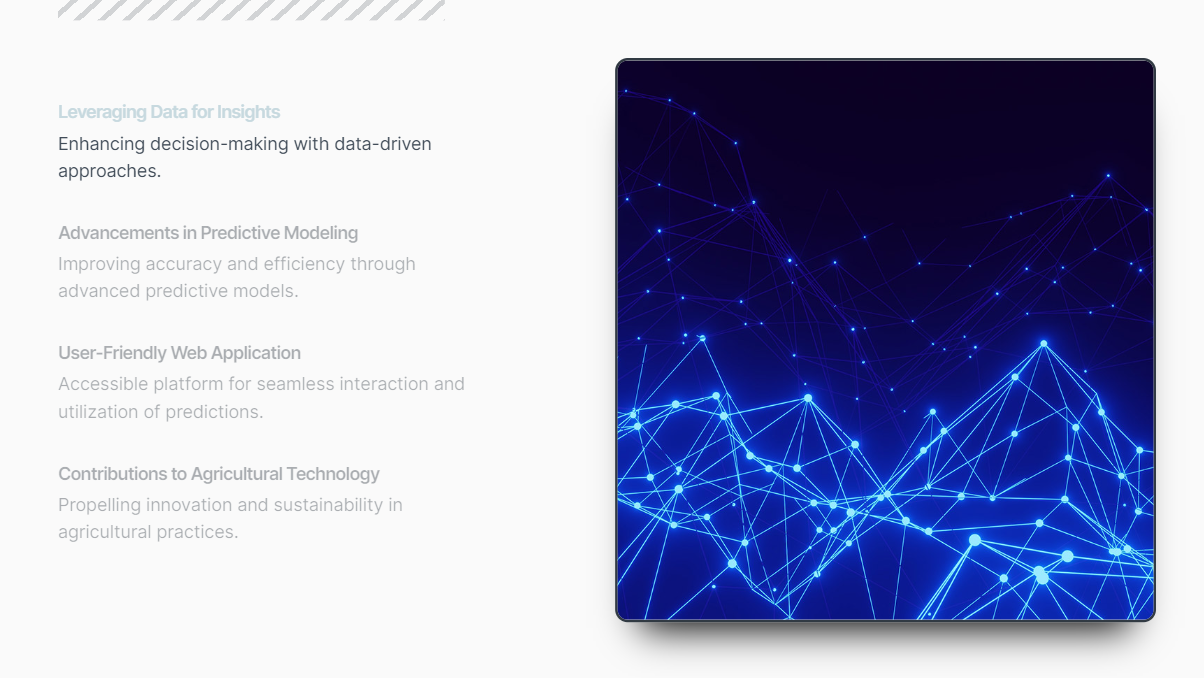 Leveraging Data for Insights
Enhancing decision-making with data-driven
approaches.
Advancements in Predictive Modeling
Improving accuracy and efficiency through
advanced predictive models.
User-Friendly Web Application
Accessible platform for seamless interaction and
utilization of predictions.
Contributions to Agricultural Technology
Propelling innovation and sustainability in
agricultural practices.